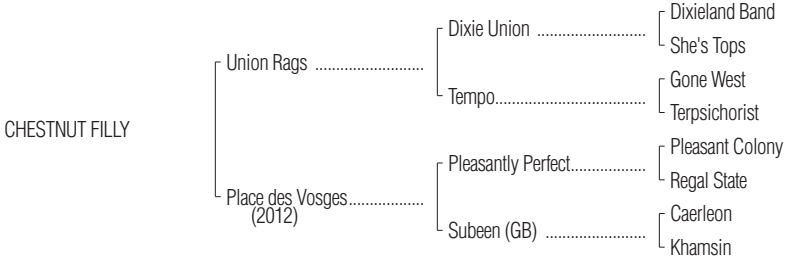 Dixieland Band
Dixie Union ..........................
She's Tops
Union Rags ..........................
Gone West
Tempo....................................
Terpsichorist
CHESTNUT FILLY
Pleasant Colony
Pleasantly Perfect..................
Regal State
Place des Vosges..................
(2012)
Caerleon
Subeen (GB) ........................
Khamsin